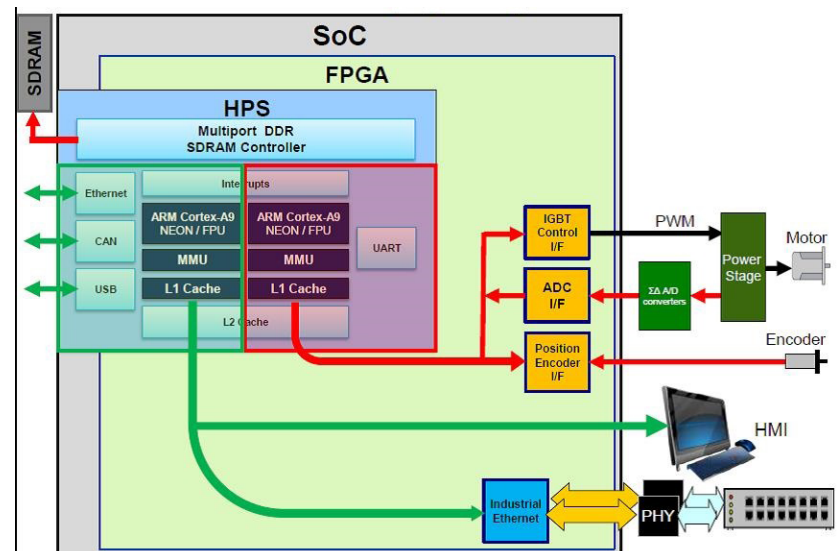 SoC
SDRAM
FPGA
HPS
Multiport DDR
SDRAM Controller
Ethernet
CAN
USB
Interrupts
ARM Cortex-A9
NEON / FPU
MMU
L1 Cache
ARM Cortex-A9
NEON / FPU
MMU
L1 Cache
L2 Cache
UART
IGBT
Control
I/F
PWM
Power
Stage
Motor
ADC
I/F
ΣΔ A/D
converters
Position
Encoder
I/F
Encoder
HMI
Industrial
Ethernet
PHY